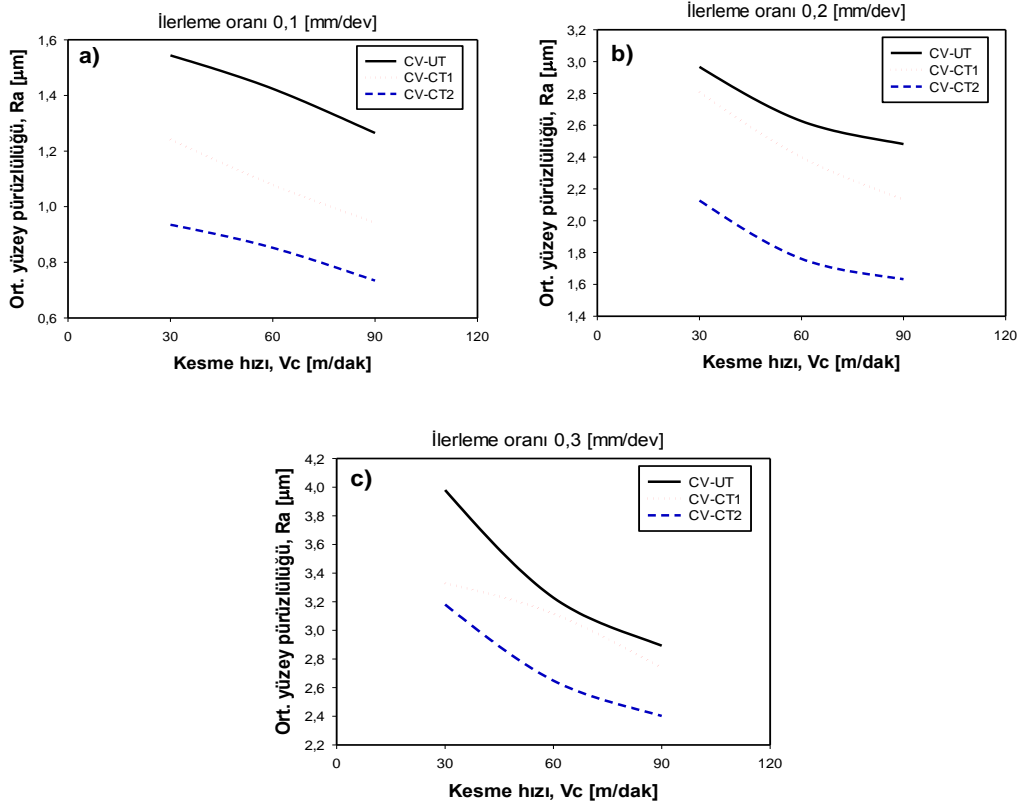 İlerleme oranı 0,1 [mm/dev]
a)
CV-UT
CV-CT1
CV-CT2
1,6
1,4
1,2
1,0
0,8
0,6
Ort. yüzey pürüzlülüğü, Ra [µm]
0 30 60 90 120
Kesme hızı, Vc [m/dak]
İlerleme oranı 0,2 [mm/dev]
b)
CV-UT
CV-CT1
CV-CT2
3,2
3,0
2,8
2,6
2,4
2,2
2,0
1,8
1,6
1,4
Ort. yüzey pürüzlülüğü, Ra [µm]
0 30 60 90 120
Kesme hızı, Vc [m/dak]
İlerleme oranı 0,3 [mm/dev]
c)
CV-UT
CV-CT1
CV-CT2
4,2
4,0
3,8
3,6
3,4
3,2
3,0
2,8
2,6
2,4
2,2
Ort. yüzey pürüzlülüğü, Ra [µm]
0 30 60 90 120
Kesme hızı, Vc [m/dak]